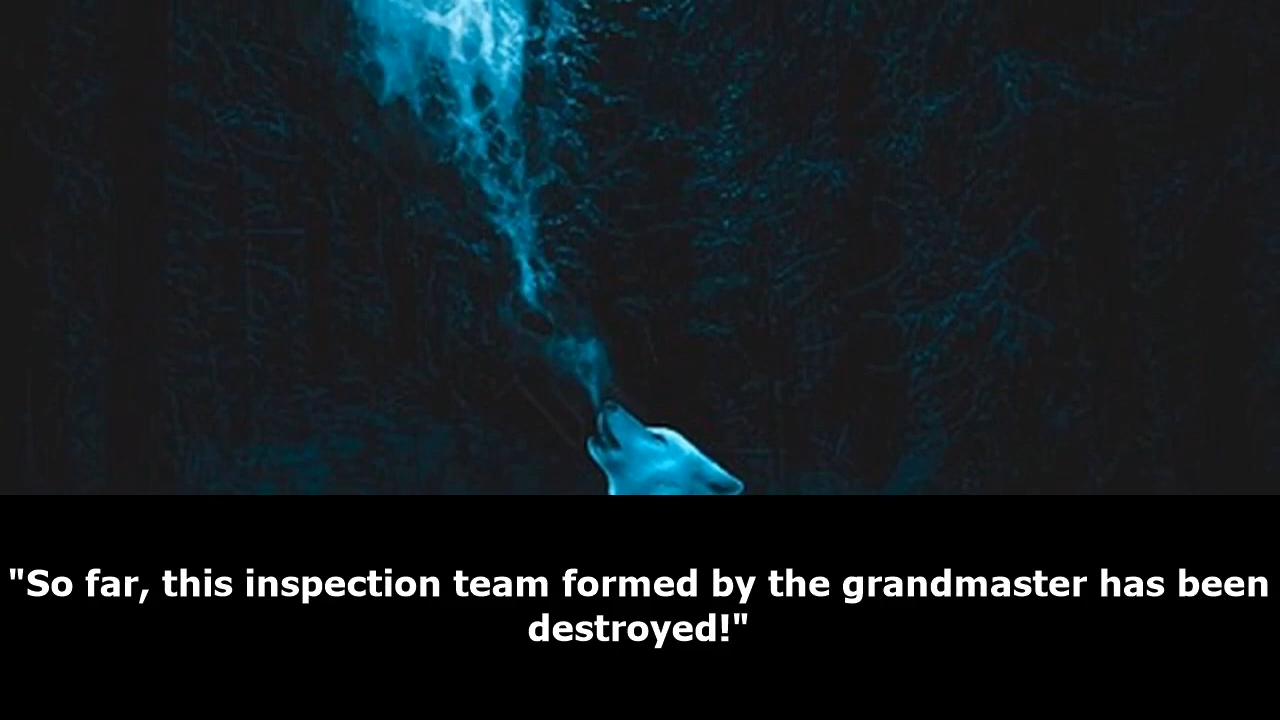 "So far, this inspection team formed by the grandmaster has been
destroyed!"